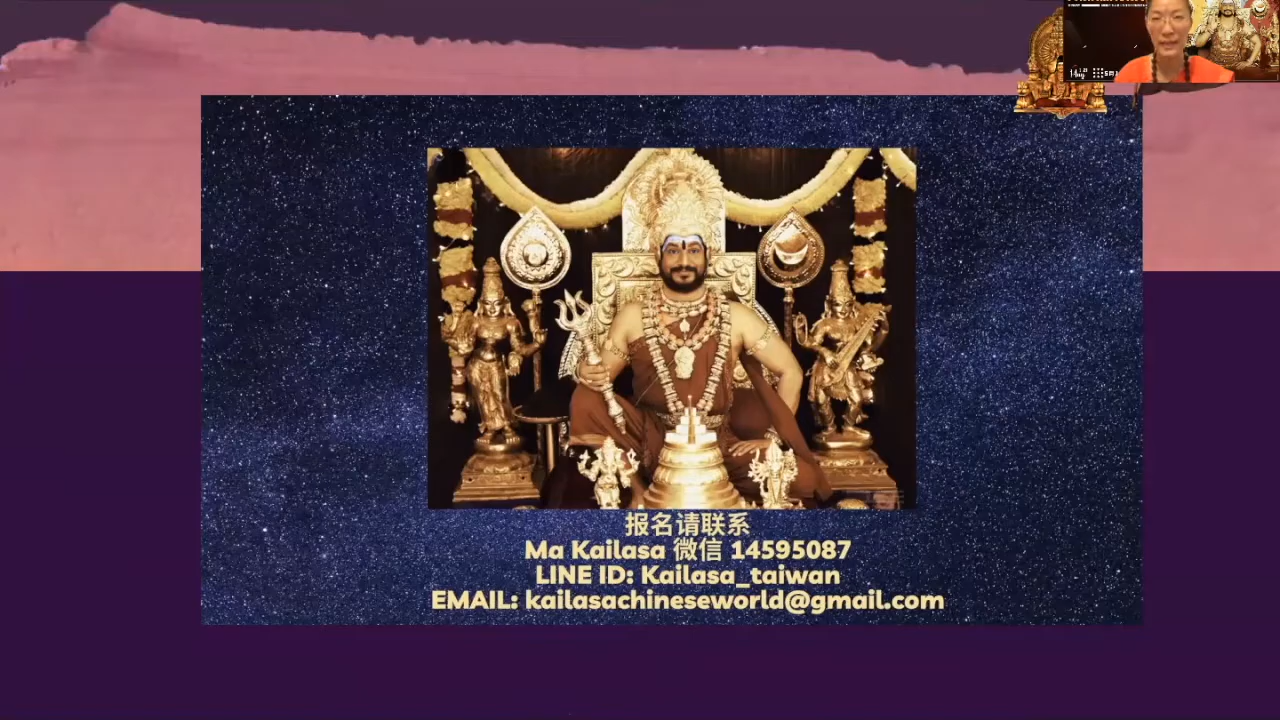 报名请联系
Ma Kailasa 微信 14595087
LINE ID: Kailasa_taiwan
EMAIL: kailasachineseworld@gmail.com